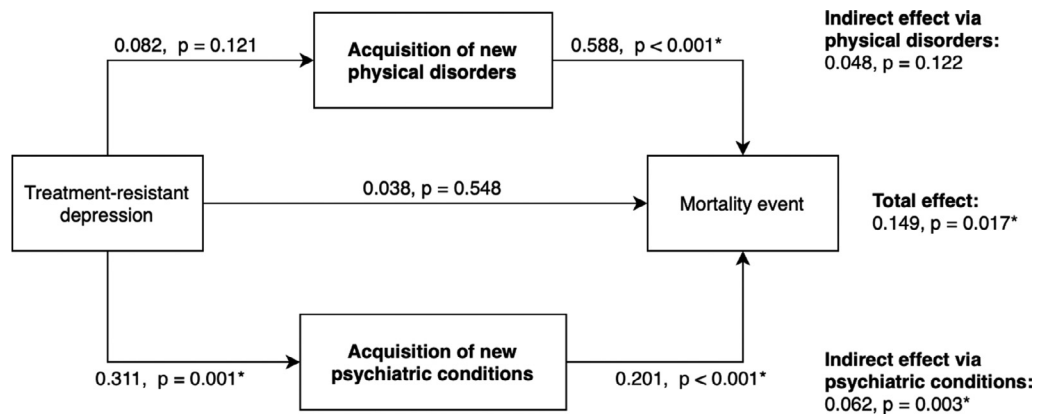 0.082, p = 0.121
Acquisition of new
physical disorders
0.588, p < 0.001*
Indirect effect via
physical disorders:
0.048, p = 0.122
Treatment-resistant
depression
0.038, p = 0.548
Mortality event
Total effect:
0.149, p = 0.017*
0.311, p = 0.001*
Acquisition of new
psychiatric conditions
0.201, p < 0.001*
Indirect effect via
psychiatric conditions:
0.062, p = 0.003*